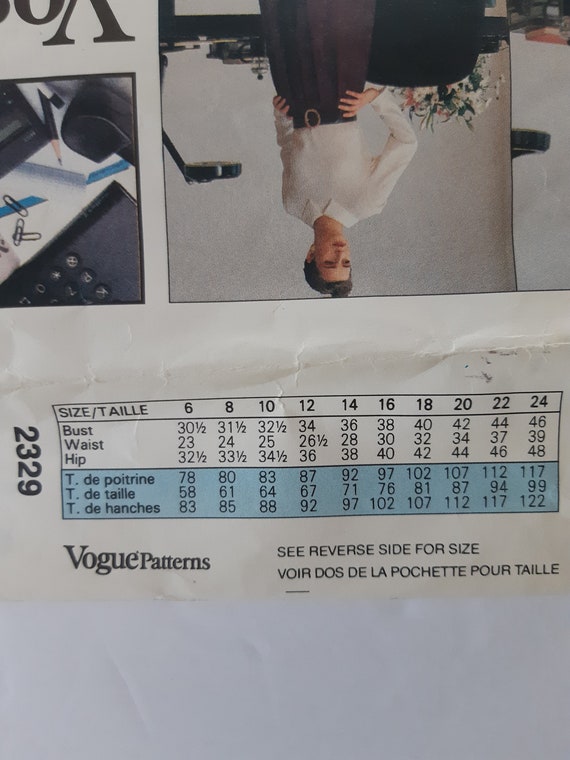 Vog
SIZE/TAILLE 6 8 10 12 14 16 18 20 22 24
Bust 30½ 31½ 32½ 34 36 38 40 42 44 46
Waist 23 24 25 26½ 28 30 32 34 37 39
Hip 32½ 33½ 34½ 36 38 40 42 44 46 48
T. de poitrine 78 80 83 87 92 97 102 107 112 117
T. de taille 58 61 64 67 71 76 81 87 94 99
T. de hanches 83 85 88 92 97 102 107 112 117 122
2329
Vogue Patterns
SEE REVERSE SIDE FOR SIZE
VOIR DOS DE LA POCHETTE POUR TAILLE